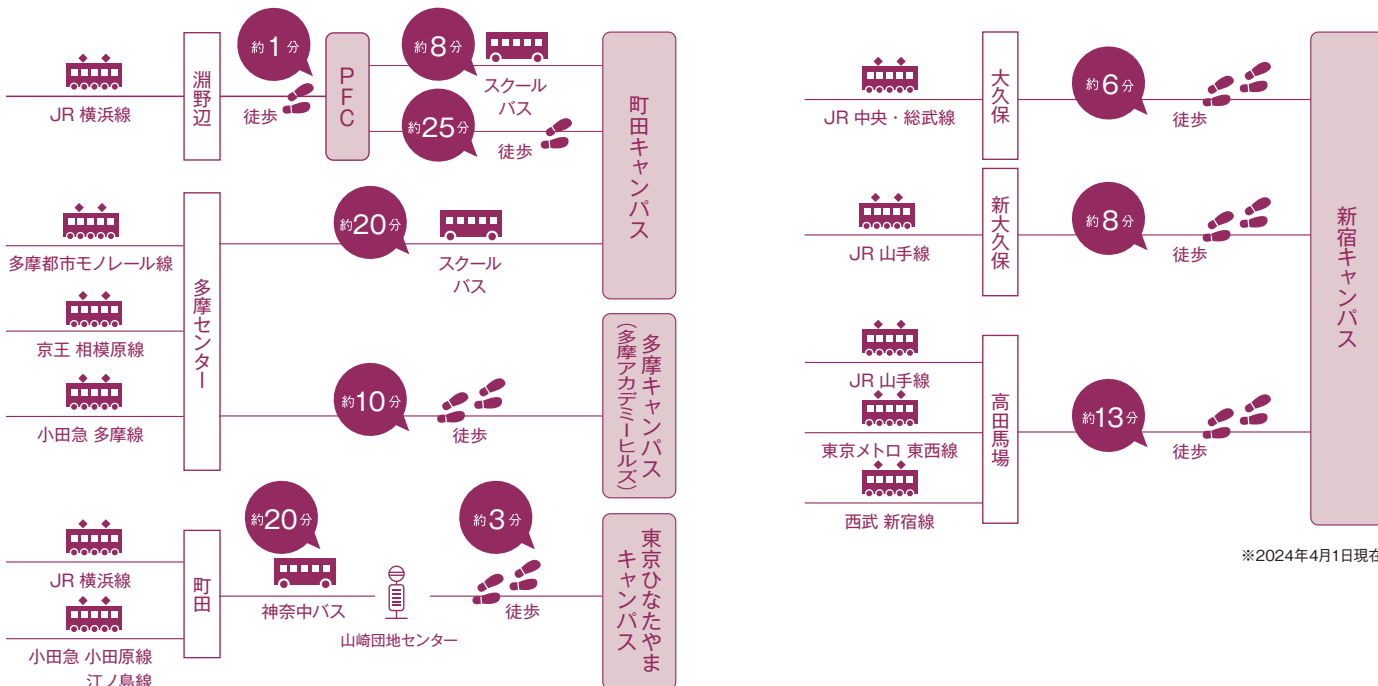 約1分
約8分
JR 横浜線
淵野辺
徒歩
PFC
スクール
バス
約25分
徒歩
町田キャンパス
多摩都市モノレール線
京王 相模原線
小田急 多摩線
多摩センター
約20分
スクール
バス
約10分
徒歩
多摩キャンパス
(多摩アカデミーヒルズ)
JR 横浜線
小田急 小田原線
江ノ島線
町田
約20分
神奈中バス
山崎団地センター
約3分
徒歩
東京ひなたやま
キャンパス
JR 中央・総武線
大久保
約6分
徒歩
JR 山手線
新大久保
約8分
徒歩
JR 山手線
東京メトロ 東西線
西武 新宿線
高田馬場
約13分
徒歩
新宿キャンパス
※2024年4月1日現在